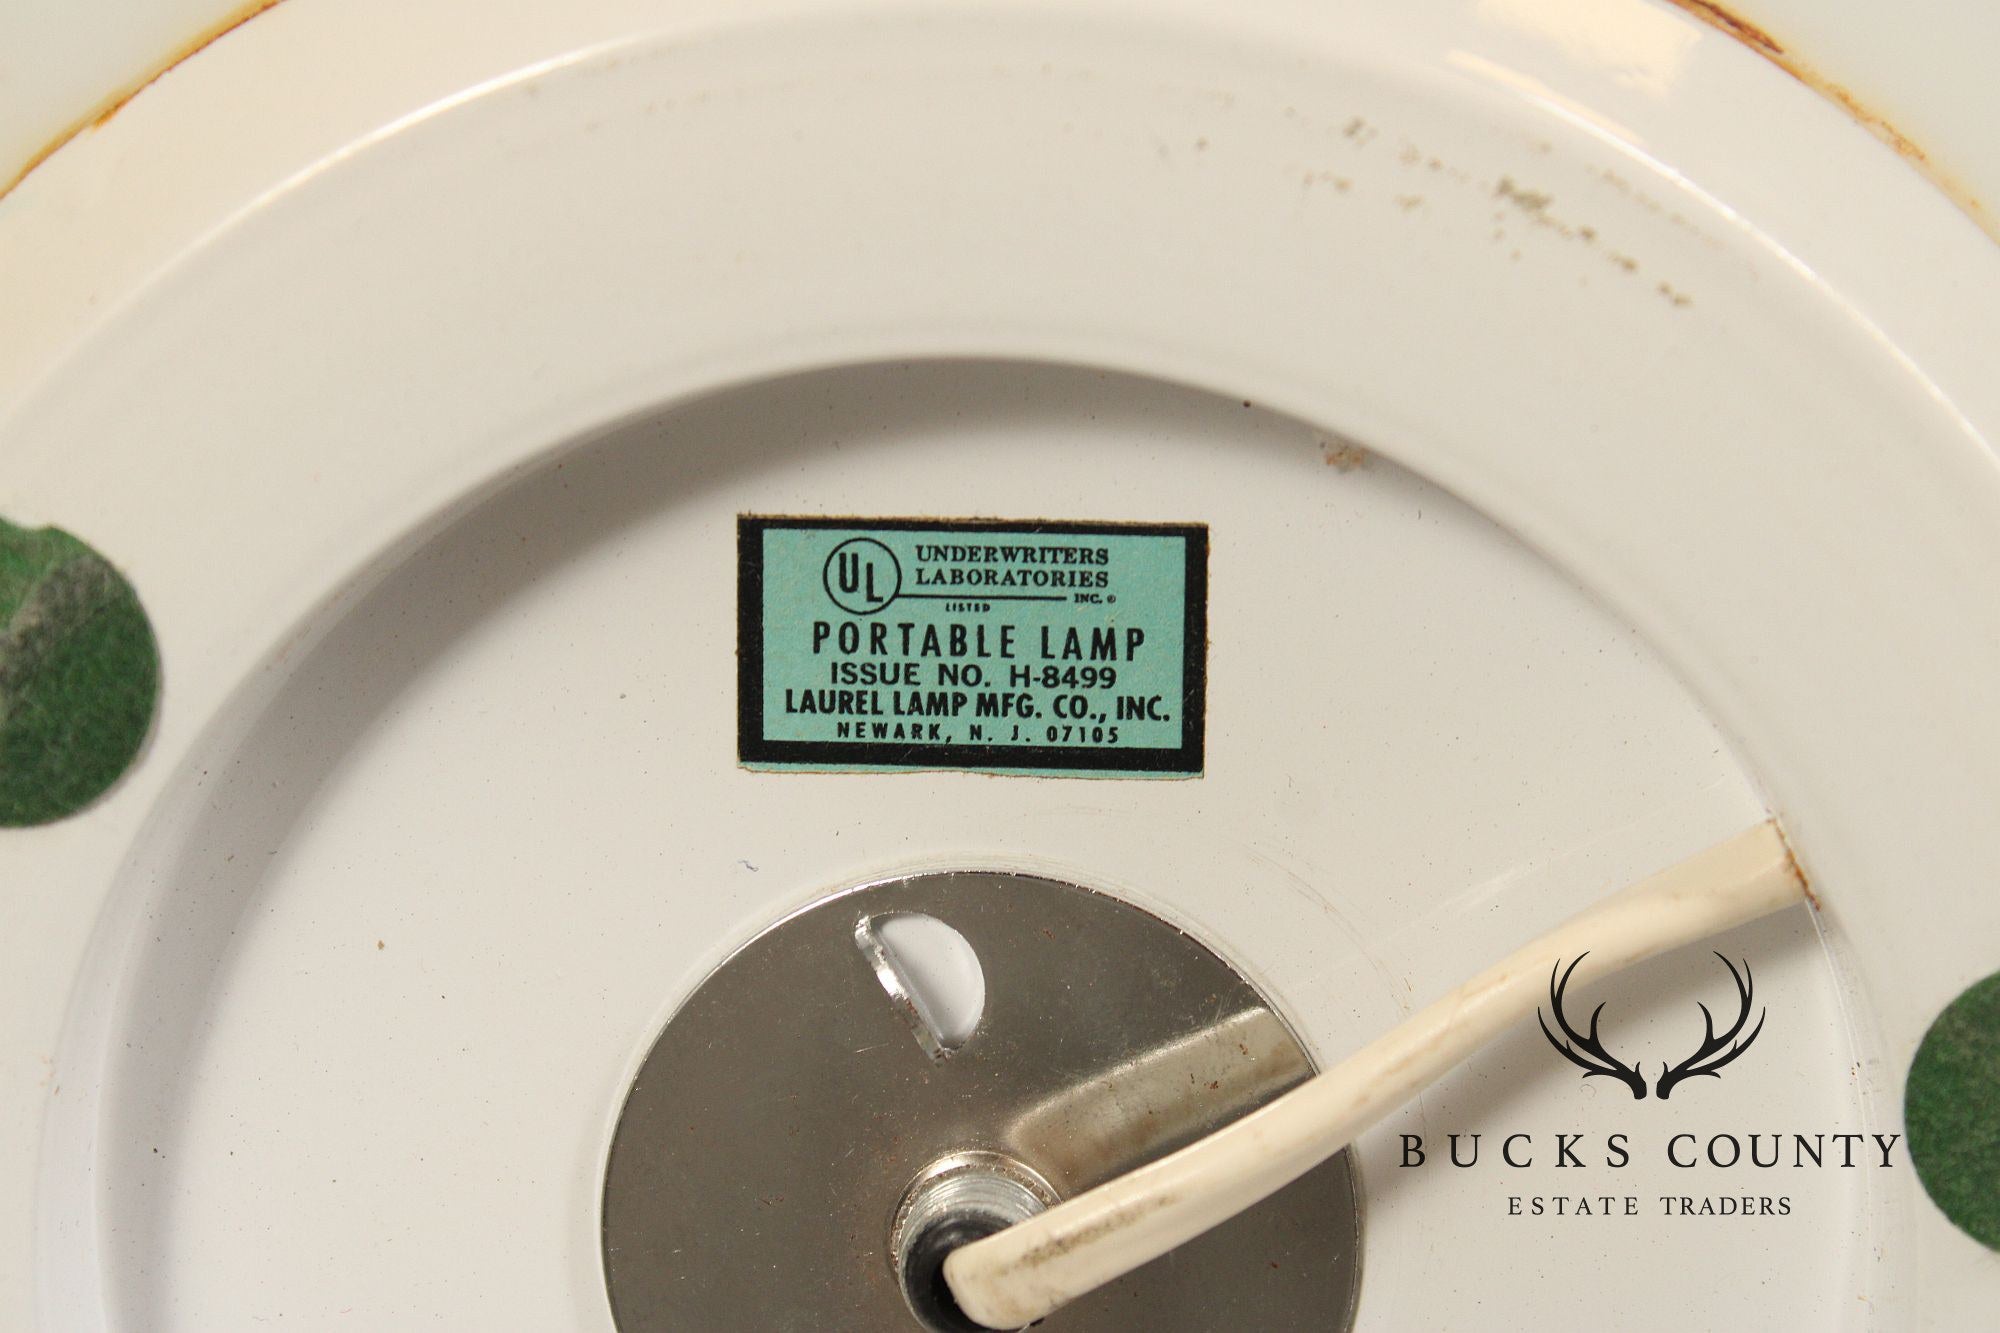 UL
UNDERWRITERS
LABORATORIES
INC.®
LISTED
PORTABLE LAMP
ISSUE NO. H-8499
LAUREL LAMP MFG. CO., INC.
NEWARK, N. J. 07105
BUCKS COUNTY
ESTATE TRADERS